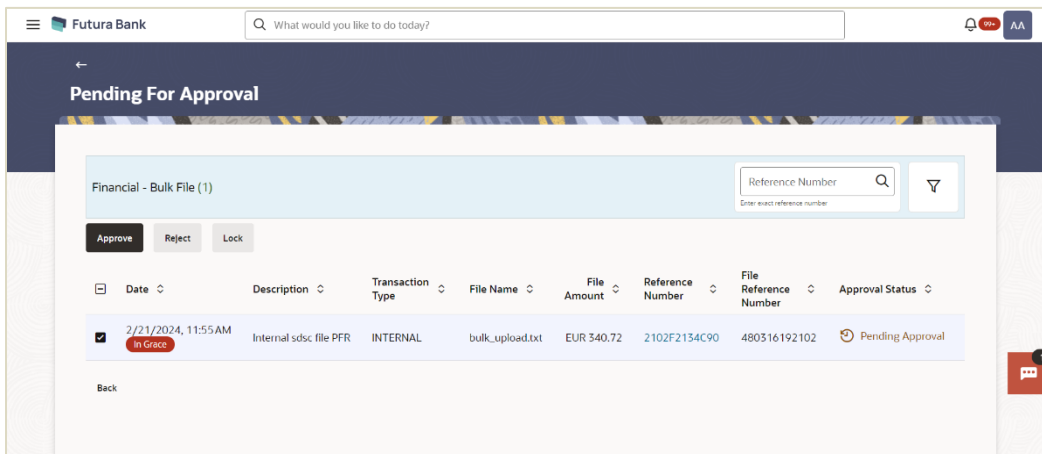 Futura Bank
What would you like to do today?
99+
AA
Pending For Approval
Financial - Bulk File (1)
Reference Number
Enter exact reference number
Approve Reject Lock
Date Description Transaction Type File Name File Amount Reference Number File Reference Number Approval Status
2/21/2024, 11:55 AM Internal sdsc file PFR INTERNAL bulk_upload.txt EUR 340.72 2102F2134C90 480316192102 Pending Approval
In Grace
Back